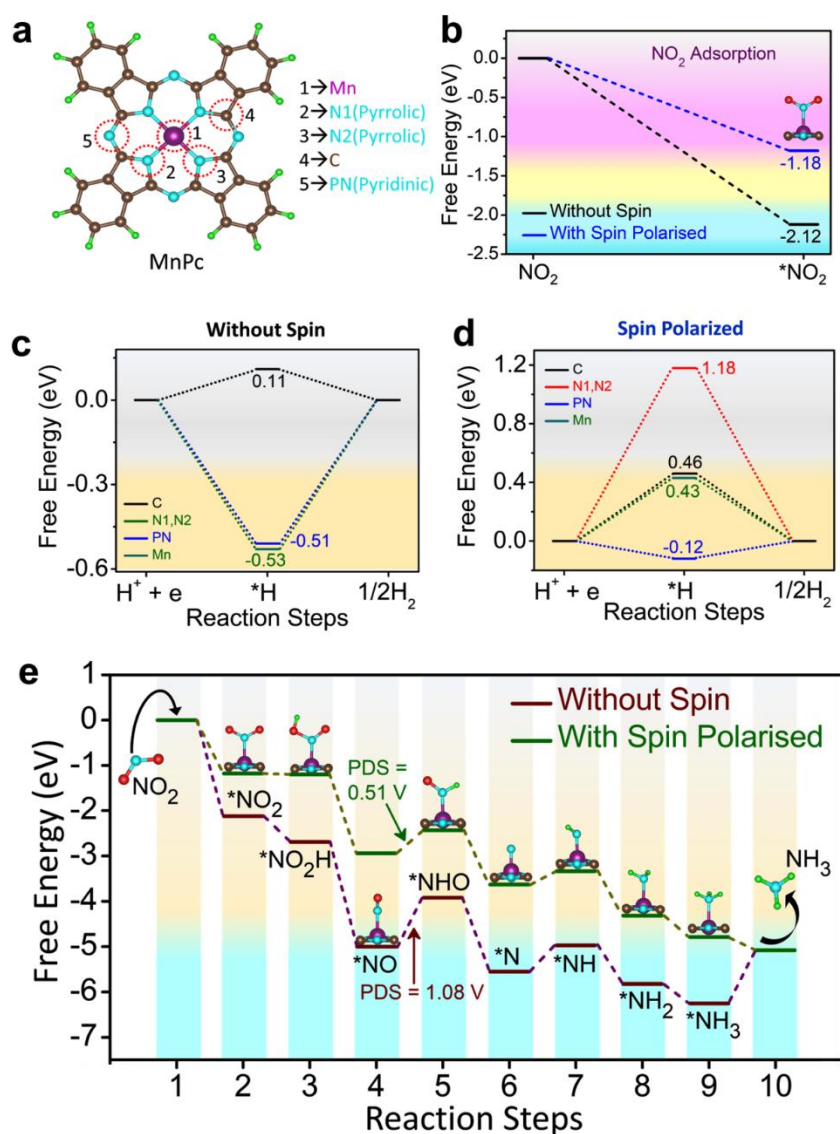 a
1→Mn
2→N1(Pyrrolic)
3→N2(Pyrrolic)
4→C
5→PN(Pyridinic)
1
2
3
4
5
MnPc
b
Free Energy (eV)
0.0
-0.5
-1.0
-1.5
-2.0
-2.5
NO2 Adsorption
-1.18
-2.12
Without Spin
With Spin Polarised
NO2
*NO2
c
Without Spin
Free Energy (eV)
0.0
-0.3
-0.6
0.11
-0.51
-0.53
C
N1,N2
PN
Mn
H+ + e
*H
1/2H2
Reaction Steps
d
Spin Polarized
Free Energy (eV)
1.2
0.8
0.4
0.0
C
N1,N2
PN
Mn
1.18
0.46
0.43
-0.12
H+ + e
*H
1/2H2
Reaction Steps
e
Free Energy (eV)
1
0
-1
-2
-3
-4
-5
-6
-7
Without Spin
With Spin Polarised
NO2
*NO2
*NO2H
*NO
PDS =
0.51 V
*NHO
PDS = 1.08 V
*N
*NH
*NH2
*NH3
NH3
1 2 3 4 5 6 7 8 9 10
Reaction Steps